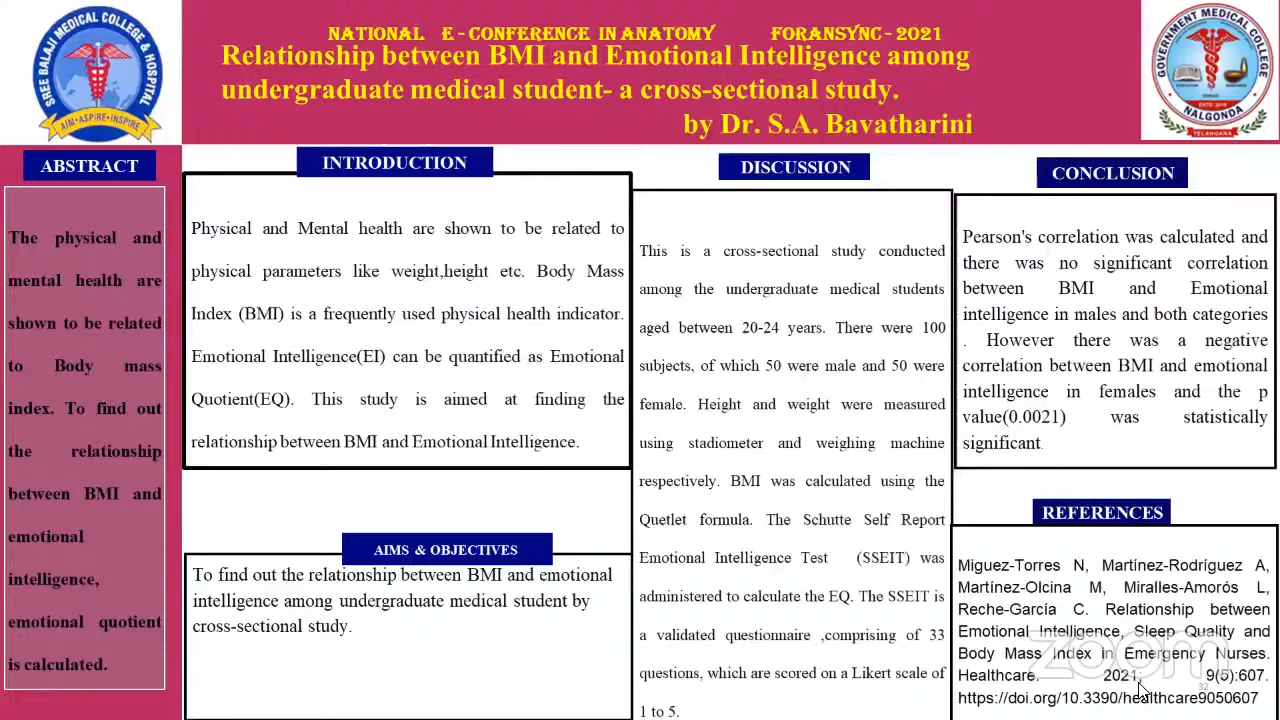 SREE BALAJI MEDICAL COLLEGE & HOSPITAL
AIM-ASPIRE-INSPIRE
NATIONAL E - CONFERENCE IN ANATOMY FORANSYNC - 2021
Relationship between BMI and Emotional Intelligence among
undergraduate medical student- a cross-sectional study.
by Dr. S.A. Bavatharini
GOVERNMENT MEDICAL COLLEGE
ESTD: 2019
NALGONDA
TELANGANA
ABSTRACT
The physical and
mental health are
shown to be related
to Body mass
index. To find out
the relationship
between BMI and
emotional
intelligence,
emotional quotient
is calculated.
INTRODUCTION
Physical and Mental health are shown to be related to
physical parameters like weight,height etc. Body Mass
Index (BMI) is a frequently used physical health indicator.
Emotional Intelligence(EI) can be quantified as Emotional
Quotient(EQ). This study is aimed at finding the
relationship between BMI and Emotional Intelligence.
AIMS & OBJECTIVES
To find out the relationship between BMI and emotional
intelligence among undergraduate medical student by
cross-sectional study.
DISCUSSION
This is a cross-sectional study conducted
among the undergraduate medical students
aged between 20-24 years. There were 100
subjects, of which 50 were male and 50 were
female. Height and weight were measured
using stadiometer and weighing machine
respectively. BMI was calculated using the
Quetlet formula. The Schutte Self Report
Emotional Intelligence Test (SSEIT) was
administered to calculate the EQ. The SSEIT is
a validated questionnaire ,comprising of 33
questions, which are scored on a Likert scale of
1 to 5.
CONCLUSION
Pearson's correlation was calculated and
there was no significant correlation
between BMI and Emotional
intelligence in males and both categories
. However there was a negative
correlation between BMI and emotional
intelligence in females and the p
value(0.0021) was statistically
significant.
REFERENCES
Miguez-Torres N, Martínez-Rodríguez A,
Martínez-Olcina M, Miralles-Amorós L,
Reche-García C. Relationship between
Emotional Intelligence, Sleep Quality and
Body Mass Index in Emergency Nurses.
Healthcare. 2021; 9(5):607.
https://doi.org/10.3390/healthcare9050607
zoom
32